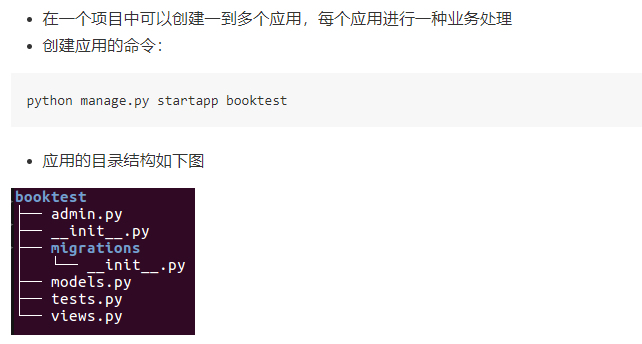 在一个项目中可以创建一到多个应用，每个应用进行一种业务处理
创建应用的命令：
python manage.py startapp booktest
应用的目录结构如下图
booktest
├── admin.py
├── __init__.py
├── migrations
│   └── __init__.py
├── models.py
├── tests.py
└── views.py